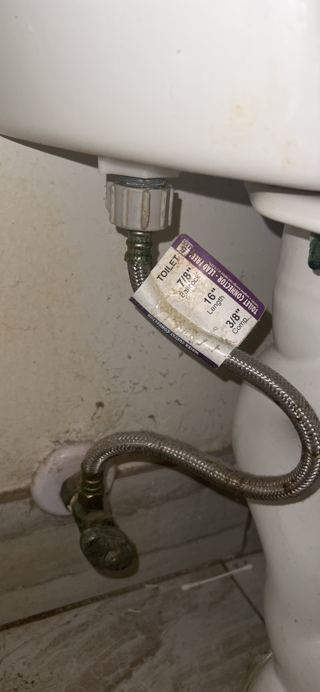 TOILET CONNECTOR - LEAD FREE
TOILET
7/8"
Ballcock
16"
Length
3/8"
Comp.